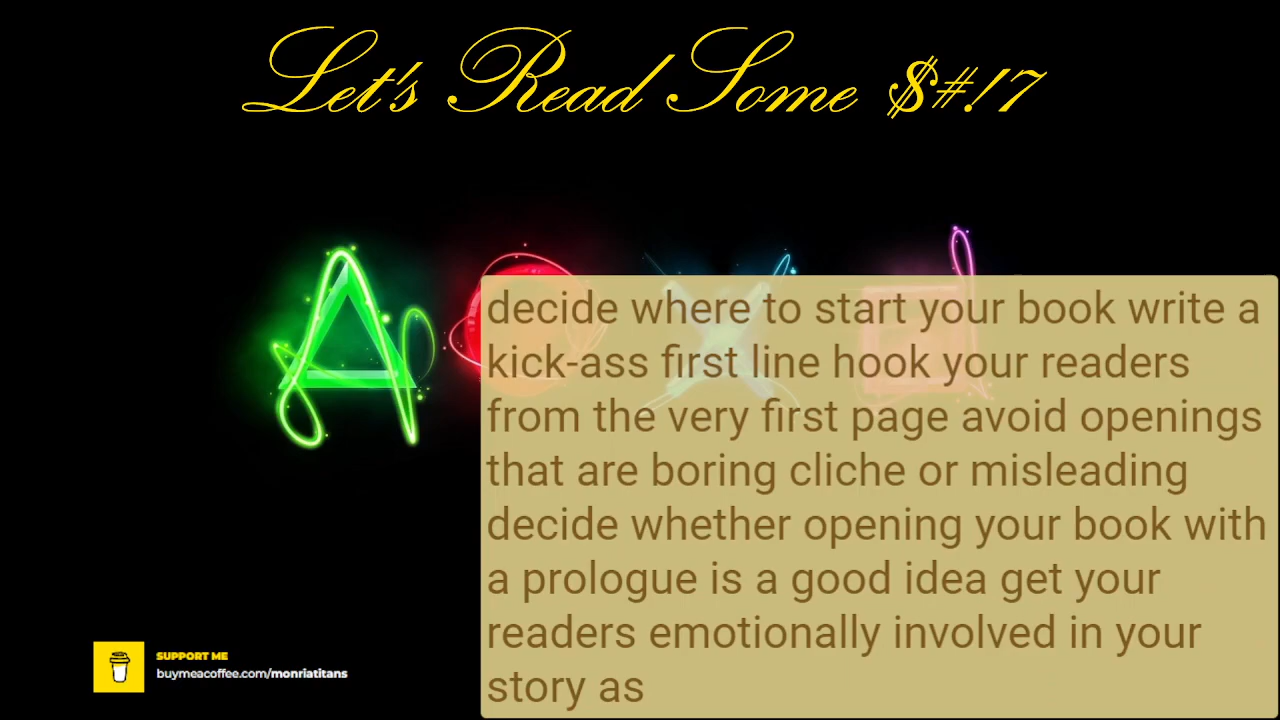 Let's Read Some $#!7
decide where to start your book write a
kick-ass first line hook your readers
from the very first page avoid openings
that are boring cliche or misleading
decide whether opening your book with
a prologue is a good idea get your
readers emotionally involved in your
story as
SUPPORT ME
buymeacoffee.com/monriatitans